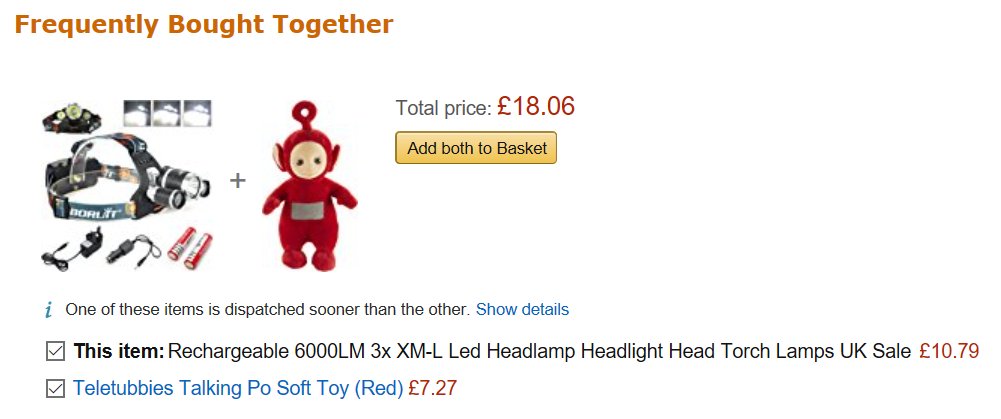 Frequently Bought Together
Total price: £18.06
Add both to Basket
+
BORUIT
i One of these items is dispatched sooner than the other. Show details
This item: Rechargeable 6000LM 3x XM-L Led Headlamp Headlight Head Torch Lamps UK Sale £10.79
Teletubbies Talking Po Soft Toy (Red) £7.27